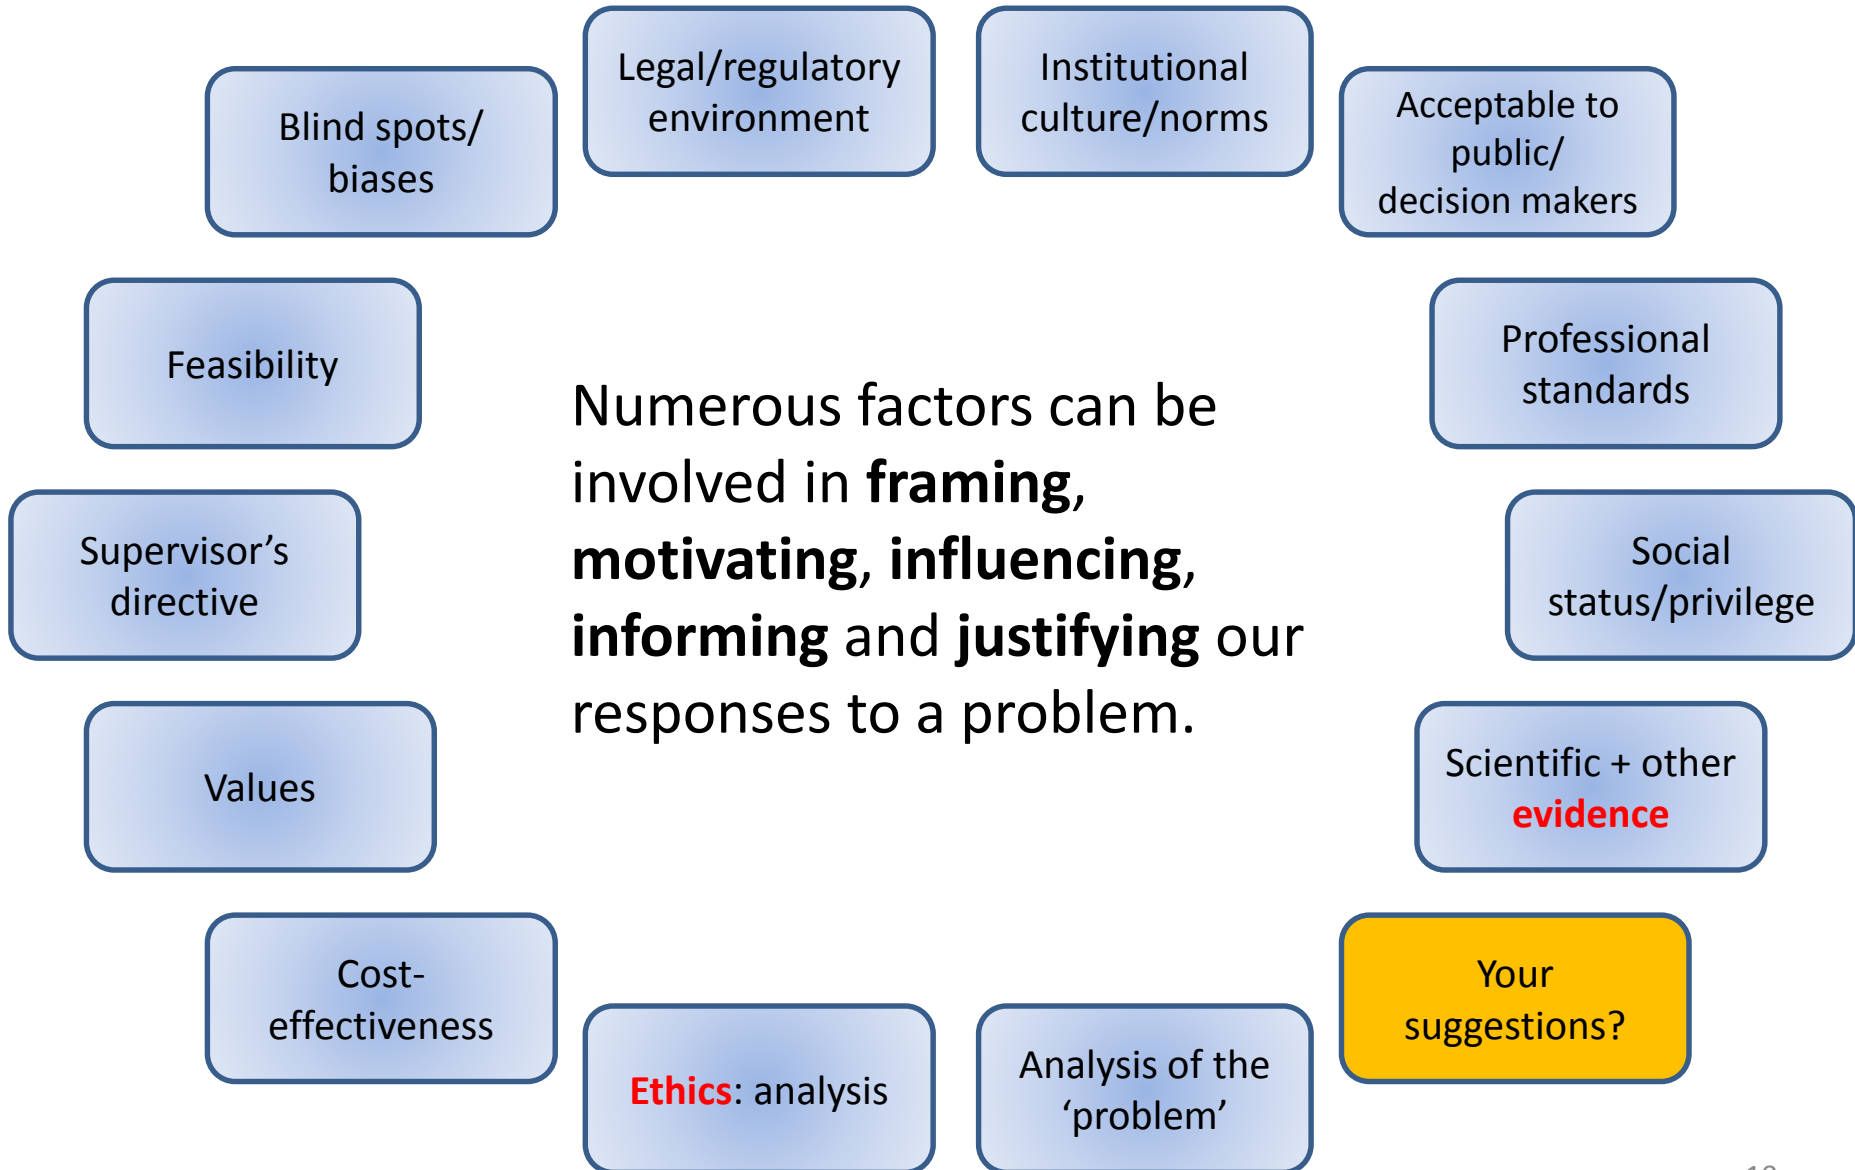 Legal/regulatory
environment
Institutional
culture/norms
Acceptable to
public/
decision makers
Professional
standards
Social
status/privilege
Scientific + other
evidence
Your
suggestions?
Analysis of the
‘problem’
Ethics: analysis
Cost-
effectiveness
Values
Supervisor’s
directive
Feasibility
Blind spots/
biases
Numerous factors can be
involved in framing,
motivating, influencing,
informing and justifying our
responses to a problem.